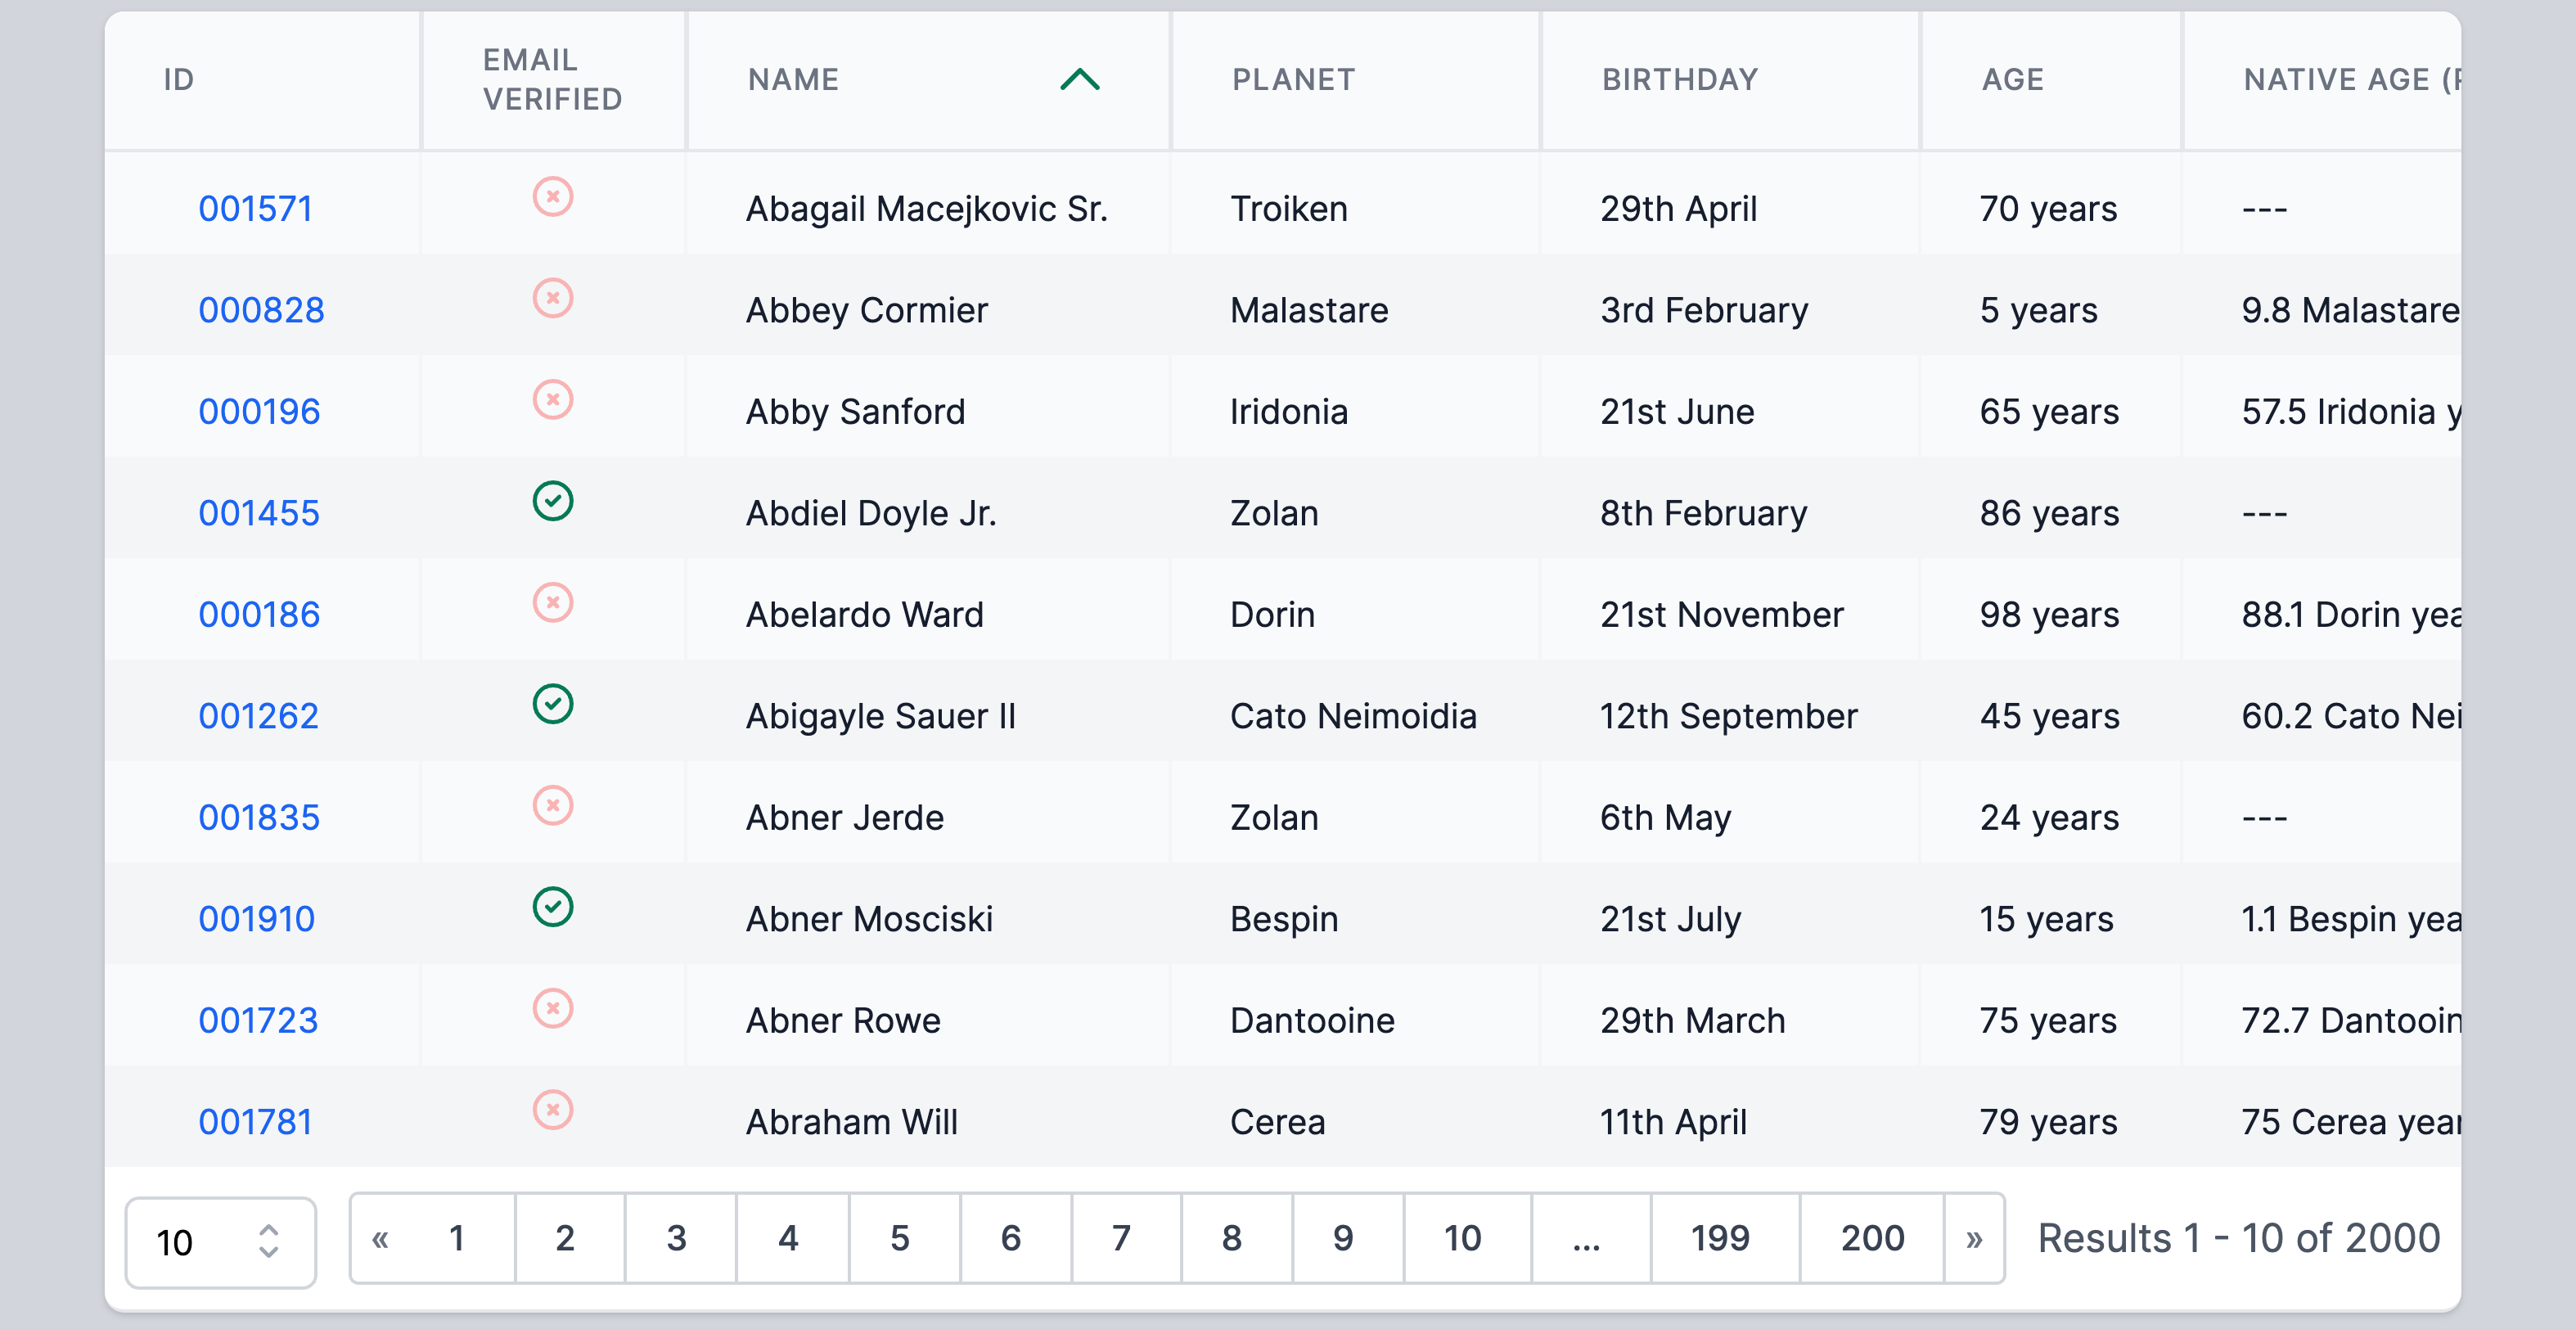 ID EMAIL VERIFIED NAME PLANET BIRTHDAY AGE NATIVE AGE (
001571 Abagail Macejkovic Sr. Troiken 29th April 70 years ---
000828 Abbey Cormier Malastare 3rd February 5 years 9.8 Malastare
000196 Abby Sanford Iridonia 21st June 65 years 57.5 Iridonia y
001455 Abdiel Doyle Jr. Zolan 8th February 86 years ---
000186 Abelardo Ward Dorin 21st November 98 years 88.1 Dorin yea
001262 Abigayle Sauer II Cato Neimoidia 12th September 45 years 60.2 Cato Nei
001835 Abner Jerde Zolan 6th May 24 years ---
001910 Abner Mosciski Bespin 21st July 15 years 1.1 Bespin yea
001723 Abner Rowe Dantooine 29th March 75 years 72.7 Dantooin
001781 Abraham Will Cerea 11th April 79 years 75 Cerea year
10 « 1 2 3 4 5 6 7 8 9 10 ... 199 200 » Results 1 - 10 of 2000